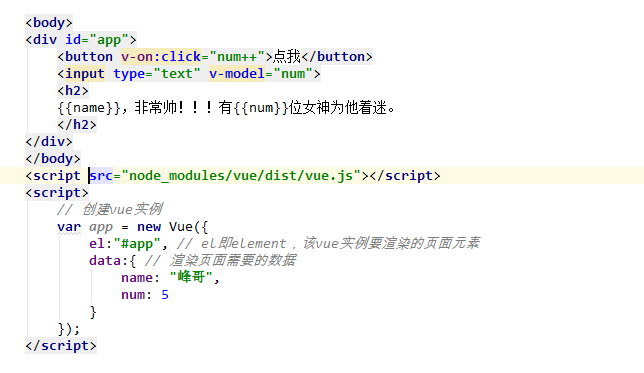 <body>
<div id="app">
    <button v-on:click="num++">点我</button>
    <input type="text" v-model="num">
    <h2>
    {{name}}，非常帅！！！有{{num}}位女神为他着迷。
    </h2>
</div>
</body>
<script src="node_modules/vue/dist/vue.js"></script>
<script>
    // 创建vue实例
    var app = new Vue({
        el:"#app", // el即element，该vue实例要渲染的页面元素
        data:{ // 渲染页面需要的数据
            name: "峰哥",
            num: 5
        }
    });
</script>